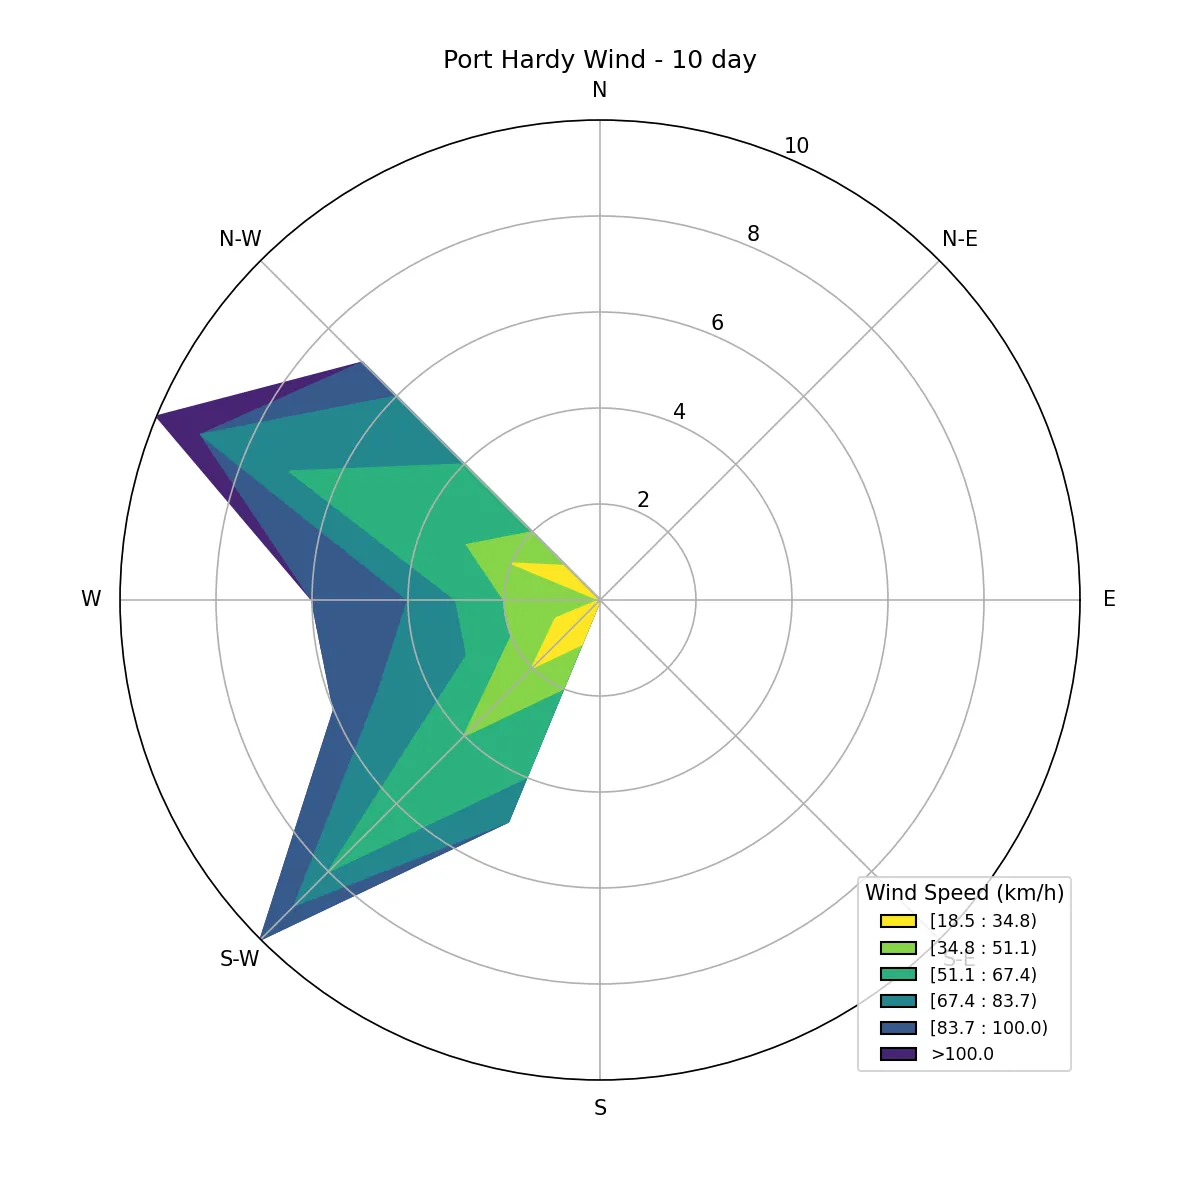 Port Hardy Wind - 10 day
N
10
N-W
N-E
8
6
4
2
W
E
S-W
S-E
S
Wind Speed (km/h)
[18.5 : 34.8)
[34.8 : 51.1)
[51.1 : 67.4)
[67.4 : 83.7)
[83.7 : 100.0)
>100.0